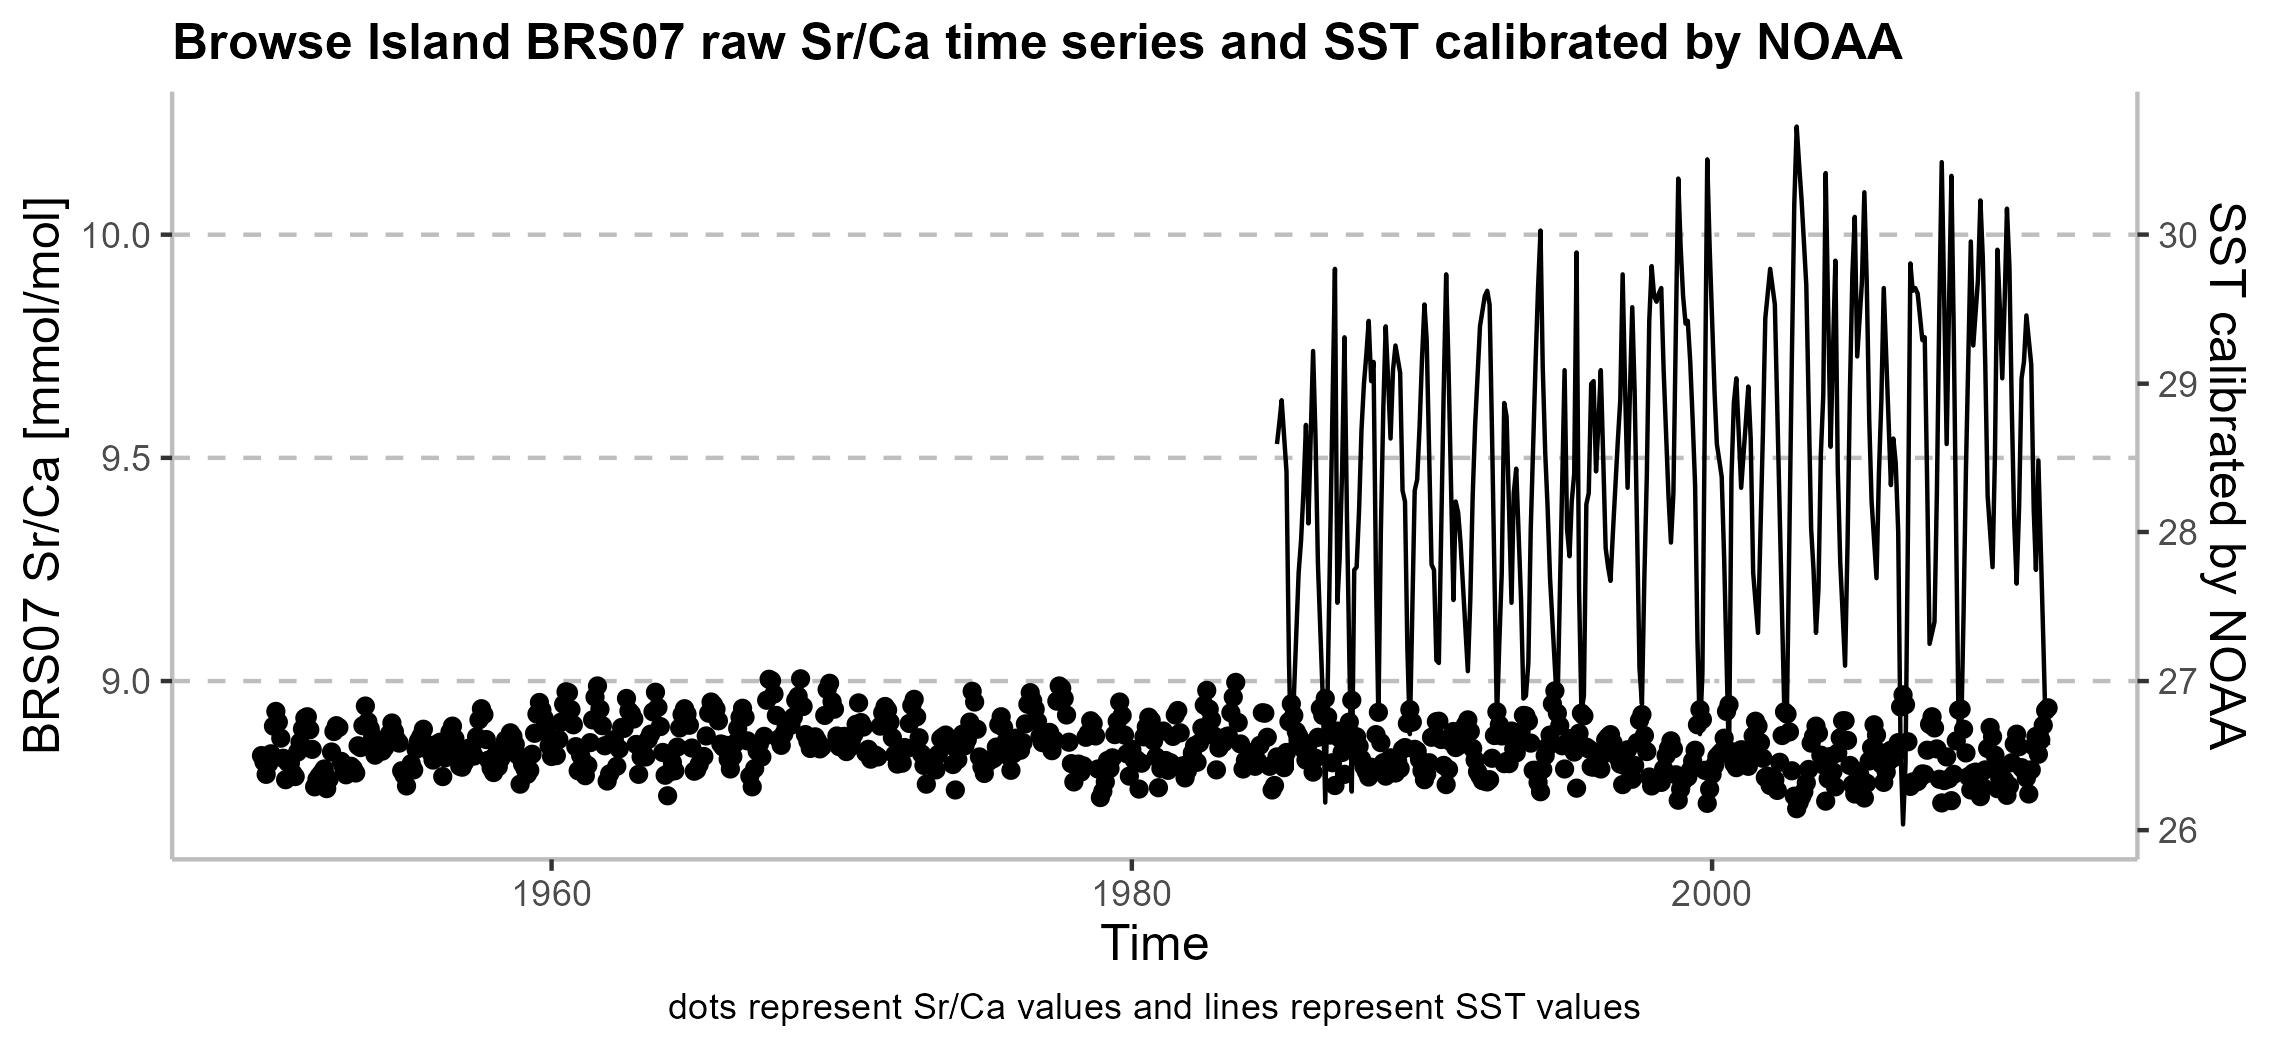 Browse Island BRS07 raw Sr/Ca time series and SST calibrated by NOAA
BRS07 Sr/Ca [mmol/mol]
10.0
9.5
9.0
30
29
28
27
26
SST calibrated by NOAA
1960
1980
2000
Time
dots represent Sr/Ca values and lines represent SST values